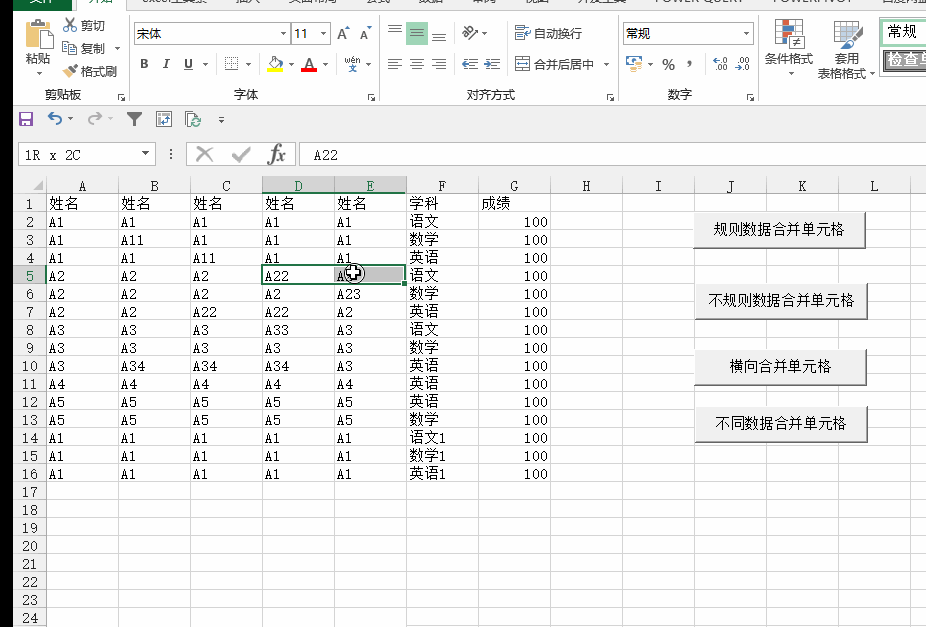 剪切
宋体 11 自动换行 常规 常规
粘贴 复制
格式刷 B I U 合并后居中 % 条件格式 套用
表格格式
剪贴板 字体 对齐方式 数字
1R x 2C fx A22
A B C D E F G H I J K L
1 姓名 姓名 姓名 姓名 姓名 学科 成绩
2 A1 A1 A1 A1 A1 语文 100
3 A1 A11 A1 A1 A1 数学 100
4 A1 A1 A11 A1 A1 英语 100
5 A2 A2 A2 A22 语文 100
6 A2 A2 A2 A2 A23 数学 100
7 A2 A2 A22 A22 A2 英语 100
8 A3 A3 A3 A33 A3 语文 100
9 A3 A3 A3 A3 A3 数学 100
10 A3 A34 A34 A34 A3 英语 100
11 A4 A4 A4 A4 A4 英语 100
12 A5 A5 A5 A5 A5 英语 100
13 A5 A5 A5 A5 A5 数学 100
14 A1 A1 A1 A1 A1 语文1 100
15 A1 A1 A1 A1 A1 数学1 100
16 A1 A1 A1 A1 A1 英语1 100
17
18
19
20
21
22
23
24
规则数据合并单元格
不规则数据合并单元格
横向合并单元格
不同数据合并单元格